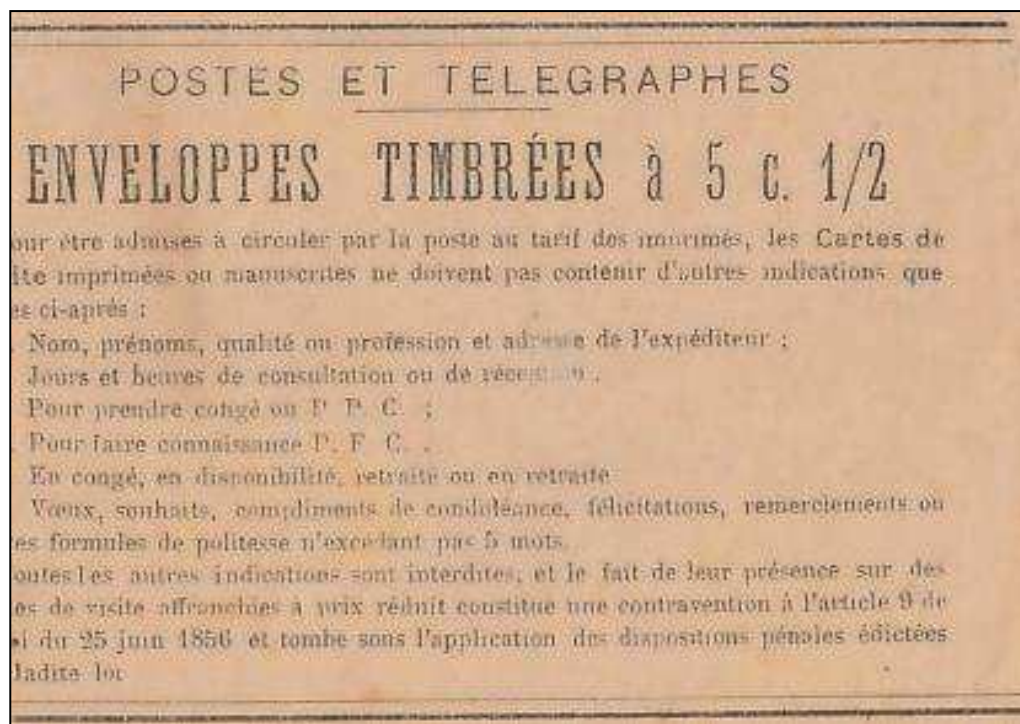 POSTES ET TELEGRAPHES
ENVELOPPES TIMBRÉES à 5 c. 1/2
our être admises à circuler par la poste au tarif des imprimés, les Cartes de
ite imprimées ou manuscrites ne doivent pas contenir d'autres indications que
es ci-après :
Nom, prénoms, qualité ou profession et adresse de l'expéditeur ;
Jours et heures de consultation ou de réception ;
Pour prendre congé ou P. P. C. ;
Pour faire connaissance P. F. C.
En congé, en disponibilité, retraité ou en retraite
Vœux, souhaits, compliments de condoléance, félicitations, remerciements ou
es formules de politesse n'excédant pas 5 mots.
outes les autres indications sont interdites, et le fait de leur présence sur des
es de visite affranchies à prix réduit constitue une contravention à l'article 9 de
oi du 25 juin 1856 et tombe sous l'application des dispositions pénales édictées
ladite loi